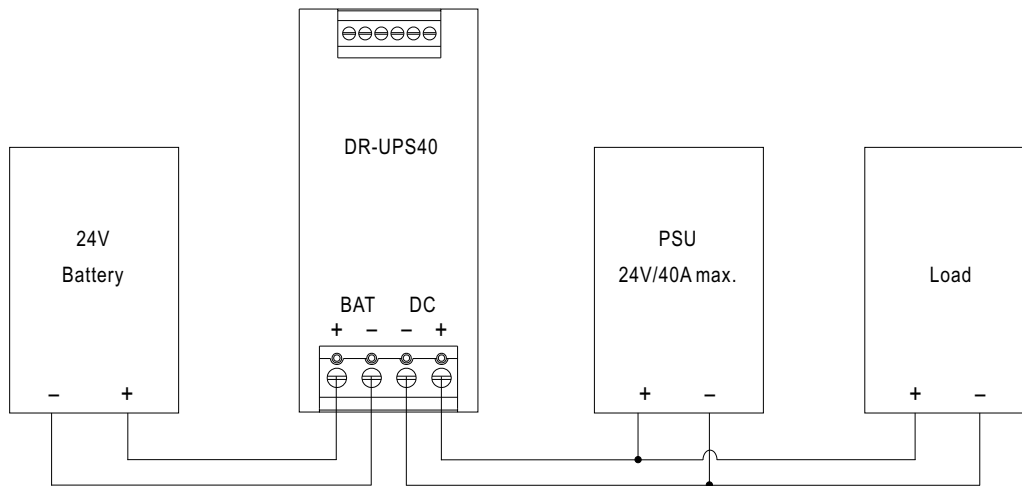 DR-UPS40
24V
Battery
PSU
24V/40A max.
Load
BAT DC
+ − − +
− +
+ −
+ −